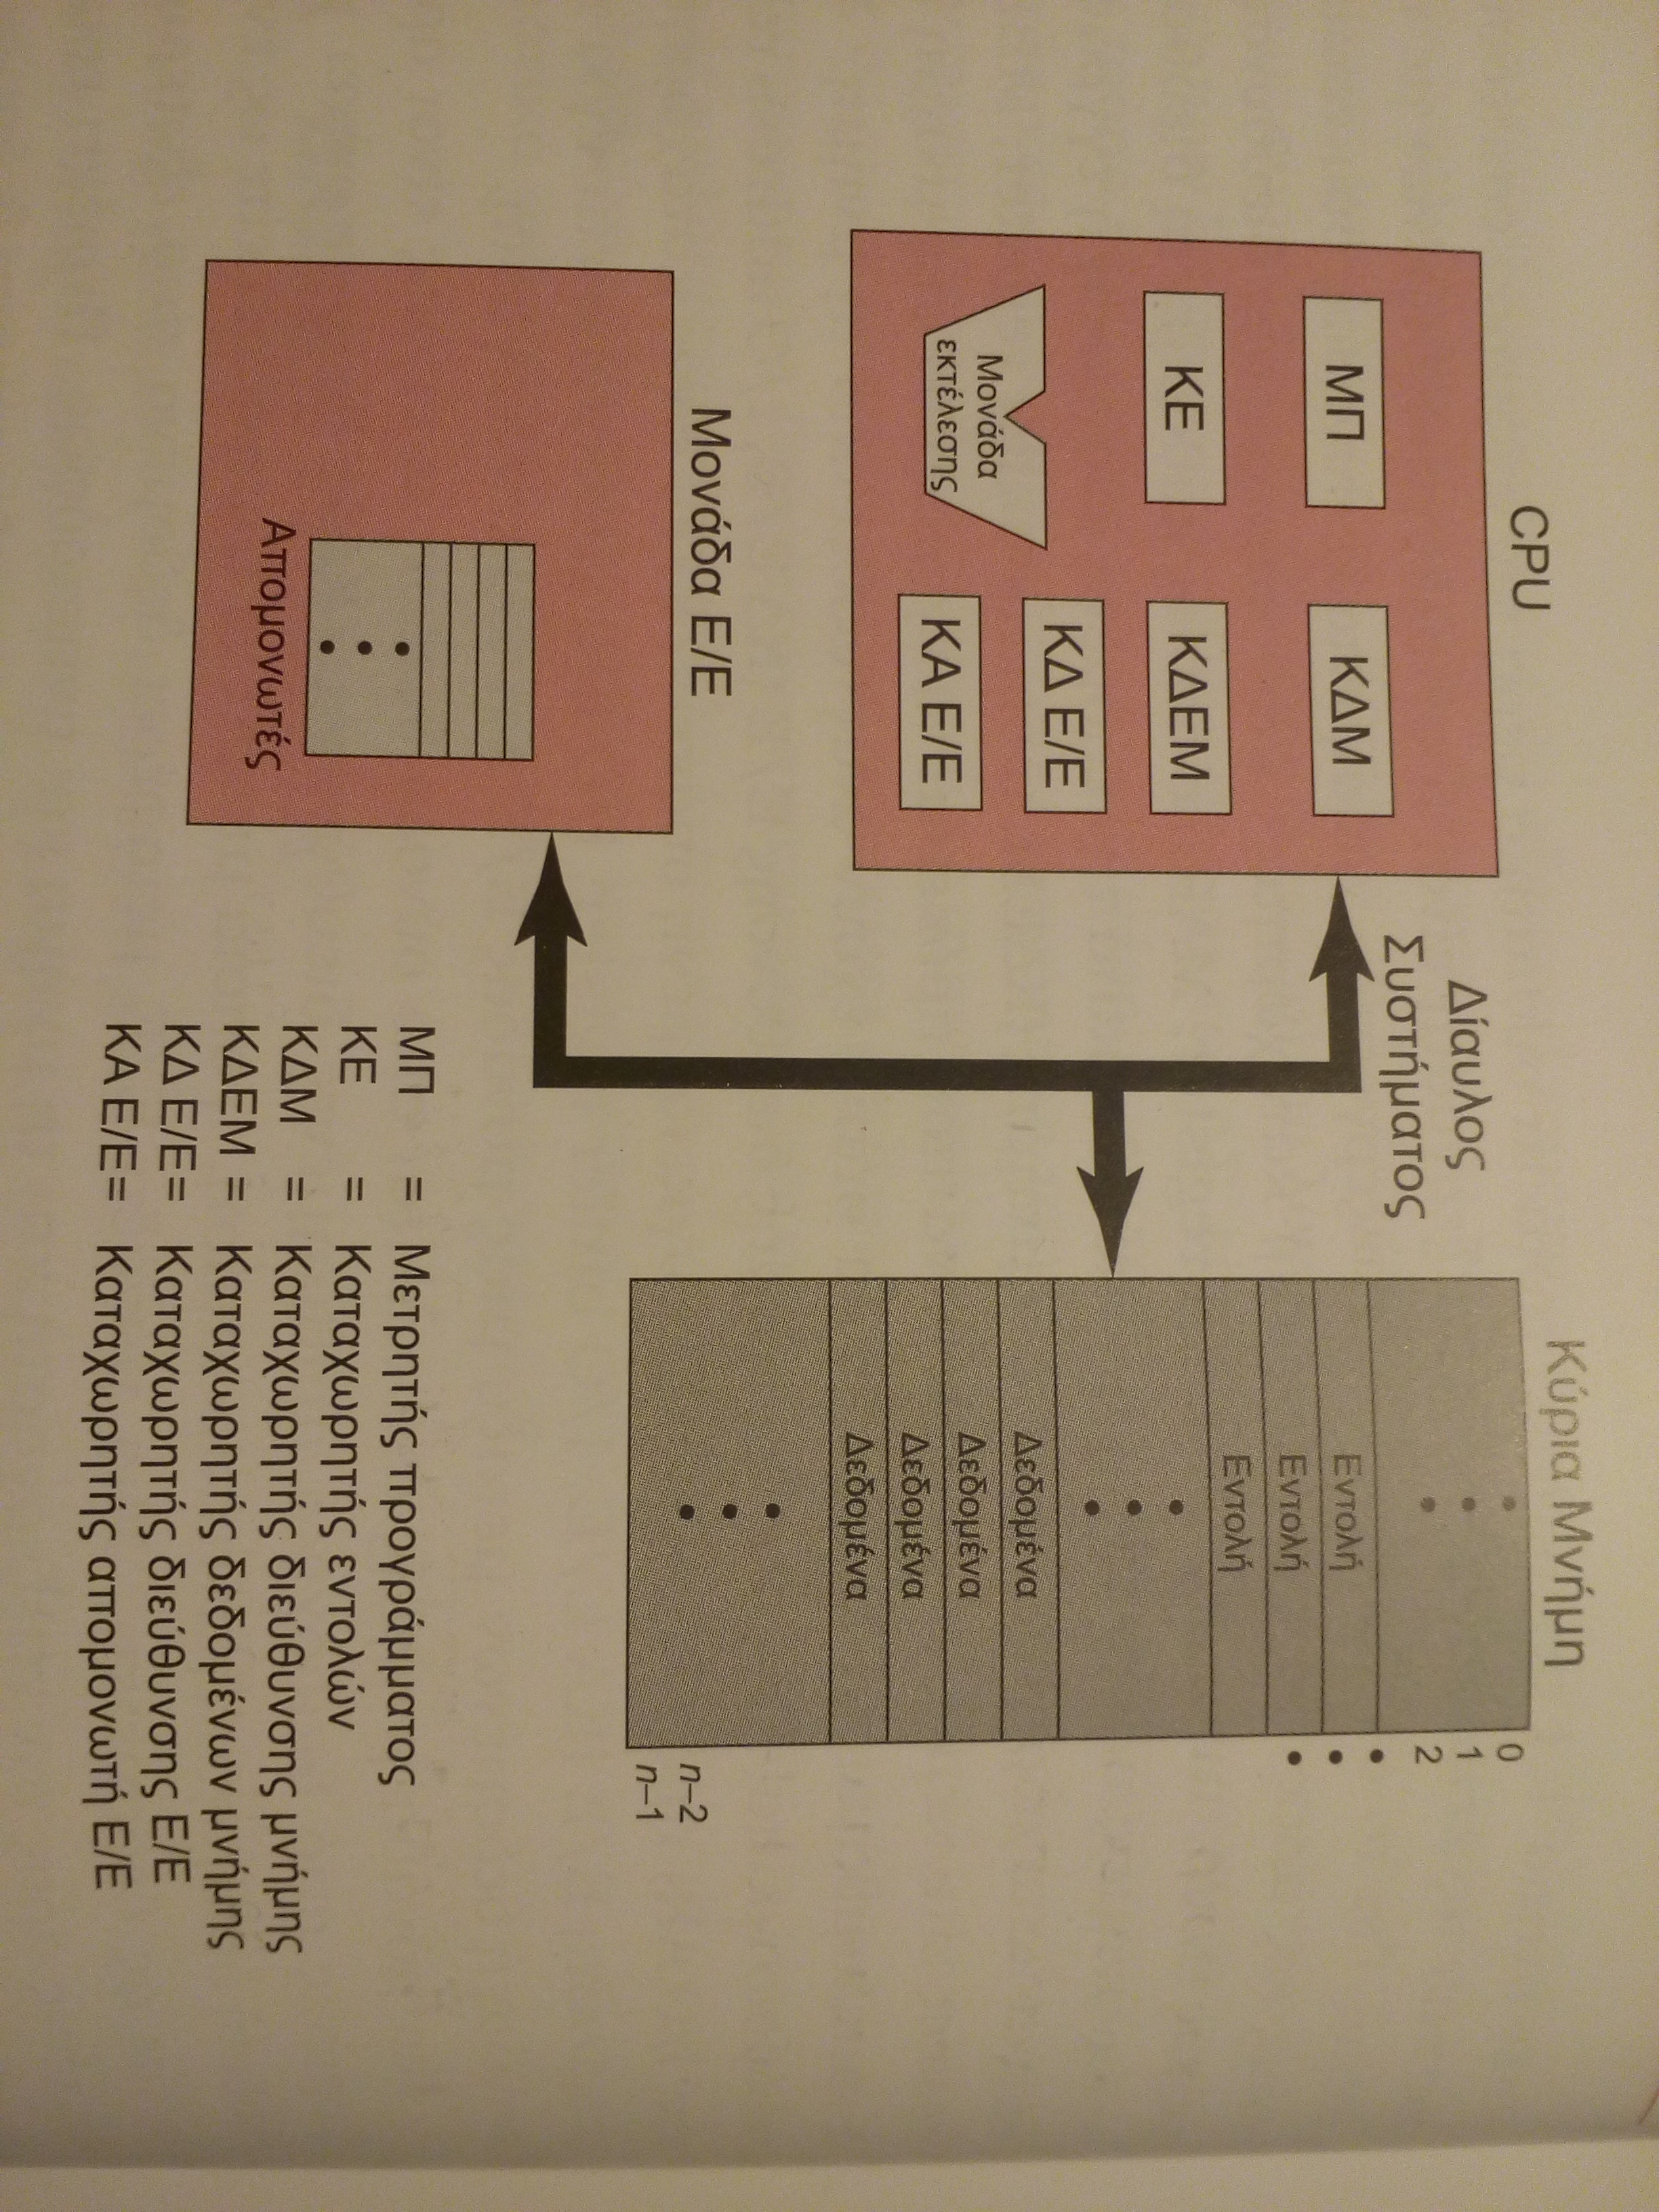 CPU
Κύρια Μνήμη
ΜΠ
ΚΔΜ
ΚΕ
ΚΔΕΜ
Μονάδα
εκτέλεσης
ΚΔ Ε/Ε
ΚΑ Ε/Ε
Δίαυλος
Συστήματος
0
1
2
Εντολή
Εντολή
Εντολή
Δεδομένα
Δεδομένα
Δεδομένα
Δεδομένα
n–2
n–1
Μονάδα Ε/Ε
Απομονωτές
ΜΠ = Μετρητής προγράμματος
ΚΕ = Καταχωρητής εντολών
ΚΔΜ = Καταχωρητής διεύθυνσης μνήμης
ΚΔΕΜ = Καταχωρητής δεδομένων μνήμης
ΚΔ Ε/Ε= Καταχωρητής διεύθυνσης Ε/Ε
ΚΑ Ε/Ε= Καταχωρητής απομονωτή Ε/Ε